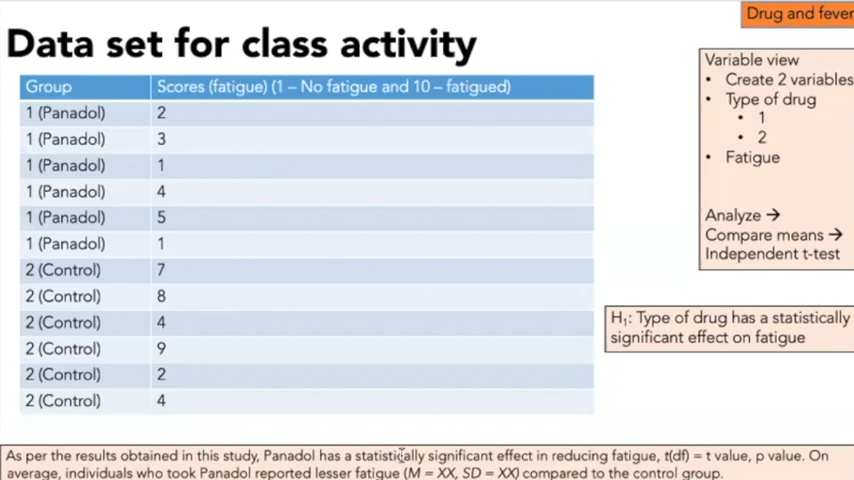 Drug and fever
Data set for class activity
Group Scores (fatigue) (1 – No fatigue and 10 – fatigued)
1 (Panadol) 2
1 (Panadol) 3
1 (Panadol) 1
1 (Panadol) 4
1 (Panadol) 5
1 (Panadol) 1
2 (Control) 7
2 (Control) 8
2 (Control) 4
2 (Control) 9
2 (Control) 2
2 (Control) 4
Variable view
• Create 2 variables
• Type of drug
• 1
• 2
• Fatigue
Analyze →
Compare means →
Independent t-test
H₁: Type of drug has a statistically
significant effect on fatigue
As per the results obtained in this study, Panadol has a statistically significant effect in reducing fatigue, t(df) = t value, p value. On
average, individuals who took Panadol reported lesser fatigue (M = XX, SD = XX) compared to the control group.